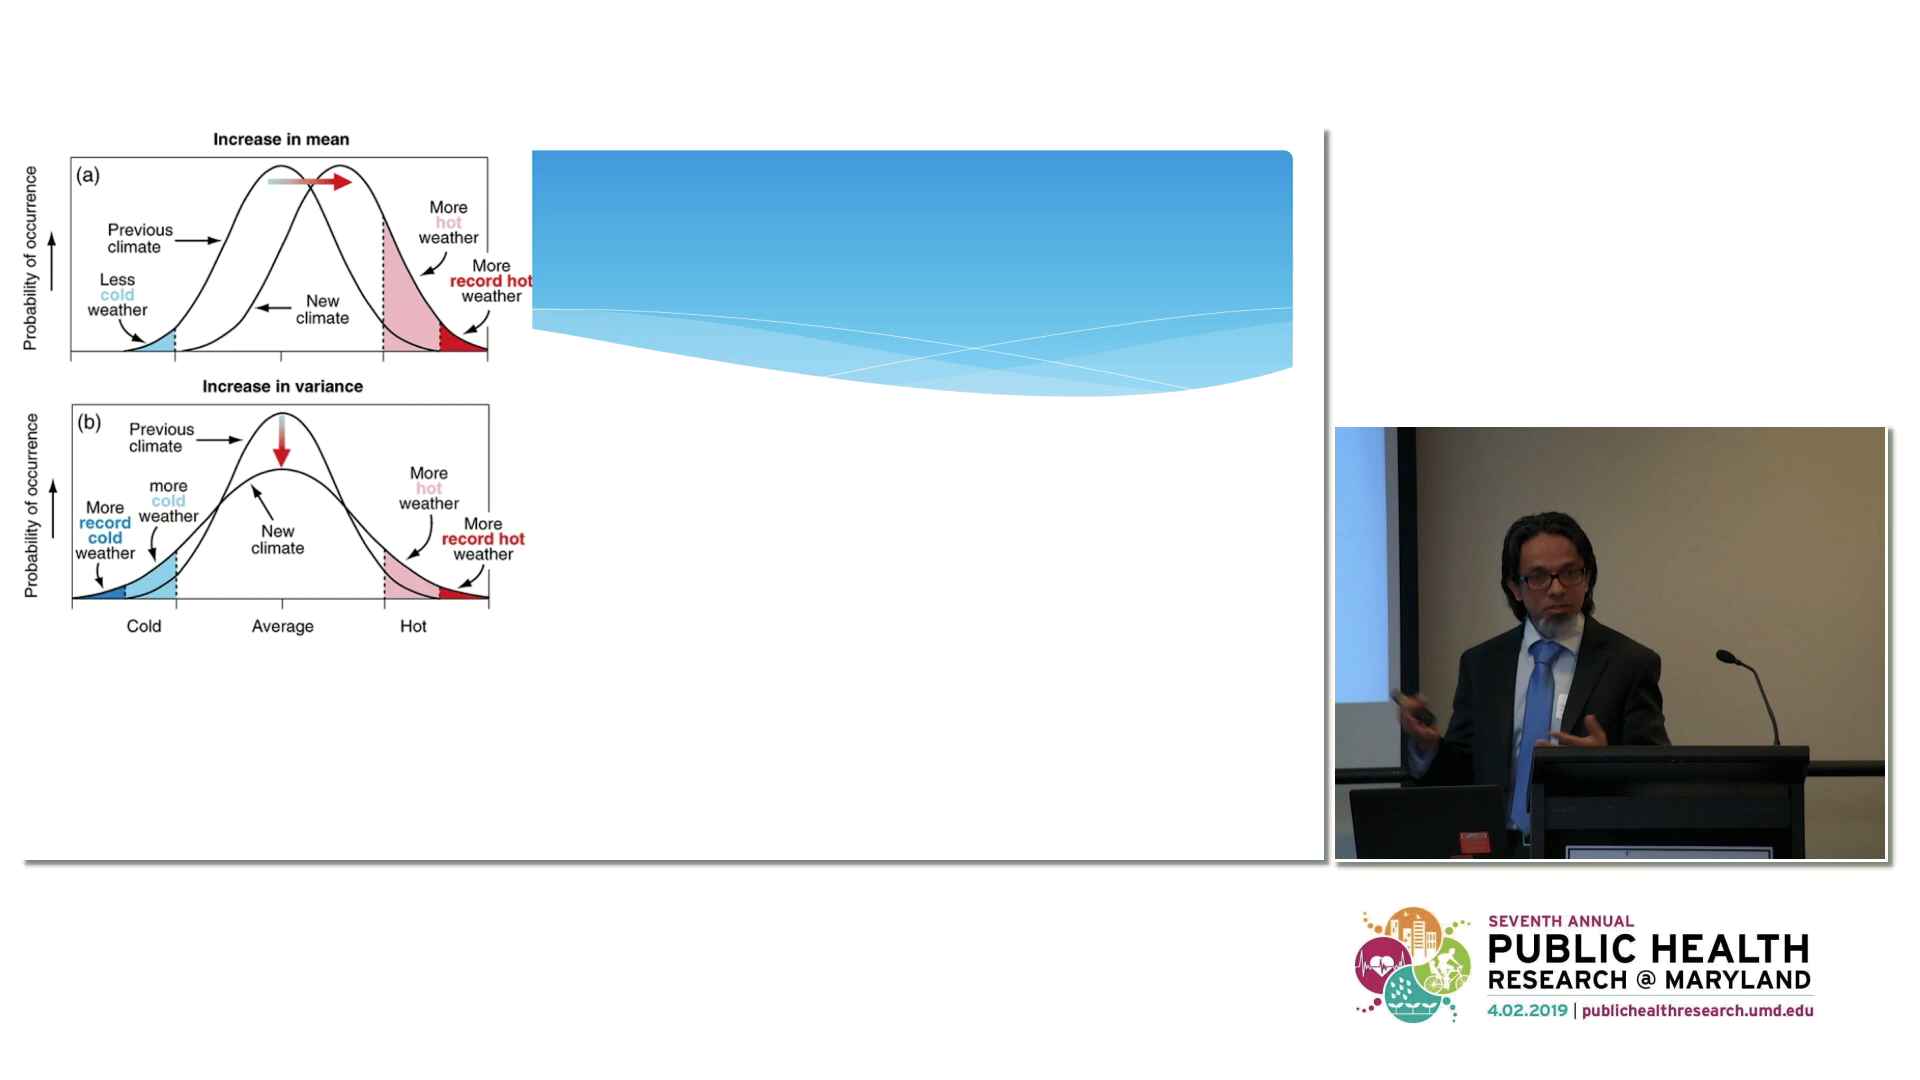 Increase in mean
(a)
Probability of occurrence
Previous
climate
Less
cold
weather
New
climate
More
hot
weather
More
record hot
weather
Increase in variance
(b)
Probability of occurrence
Previous
climate
more
cold
weather
More
record
cold
weather
New
climate
More
hot
weather
More
record hot
weather
Cold
Average
Hot
SEVENTH ANNUAL
PUBLIC HEALTH
RESEARCH @ MARYLAND
4.02.2019 | publichealthresearch.umd.edu